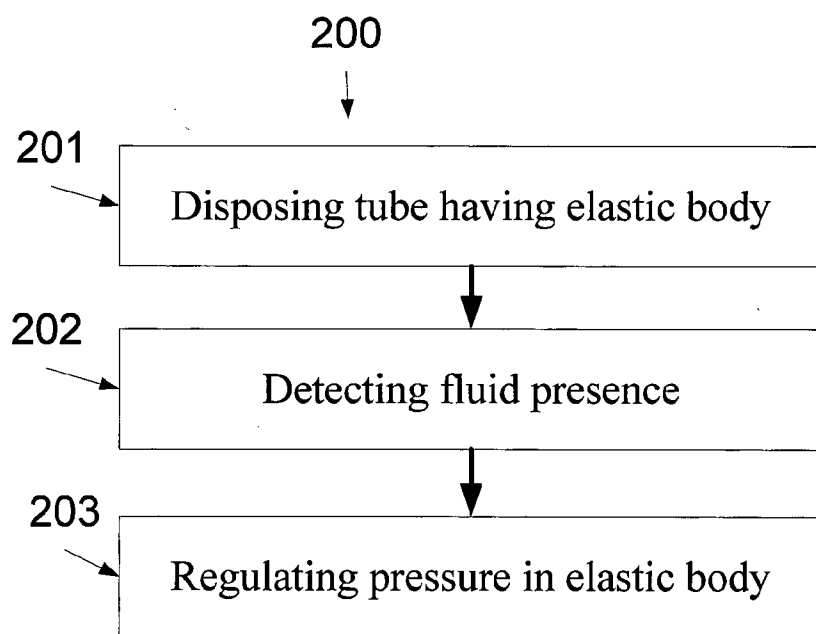 200
201
Disposing tube having elastic body
202
Detecting fluid presence
203
Regulating pressure in elastic body